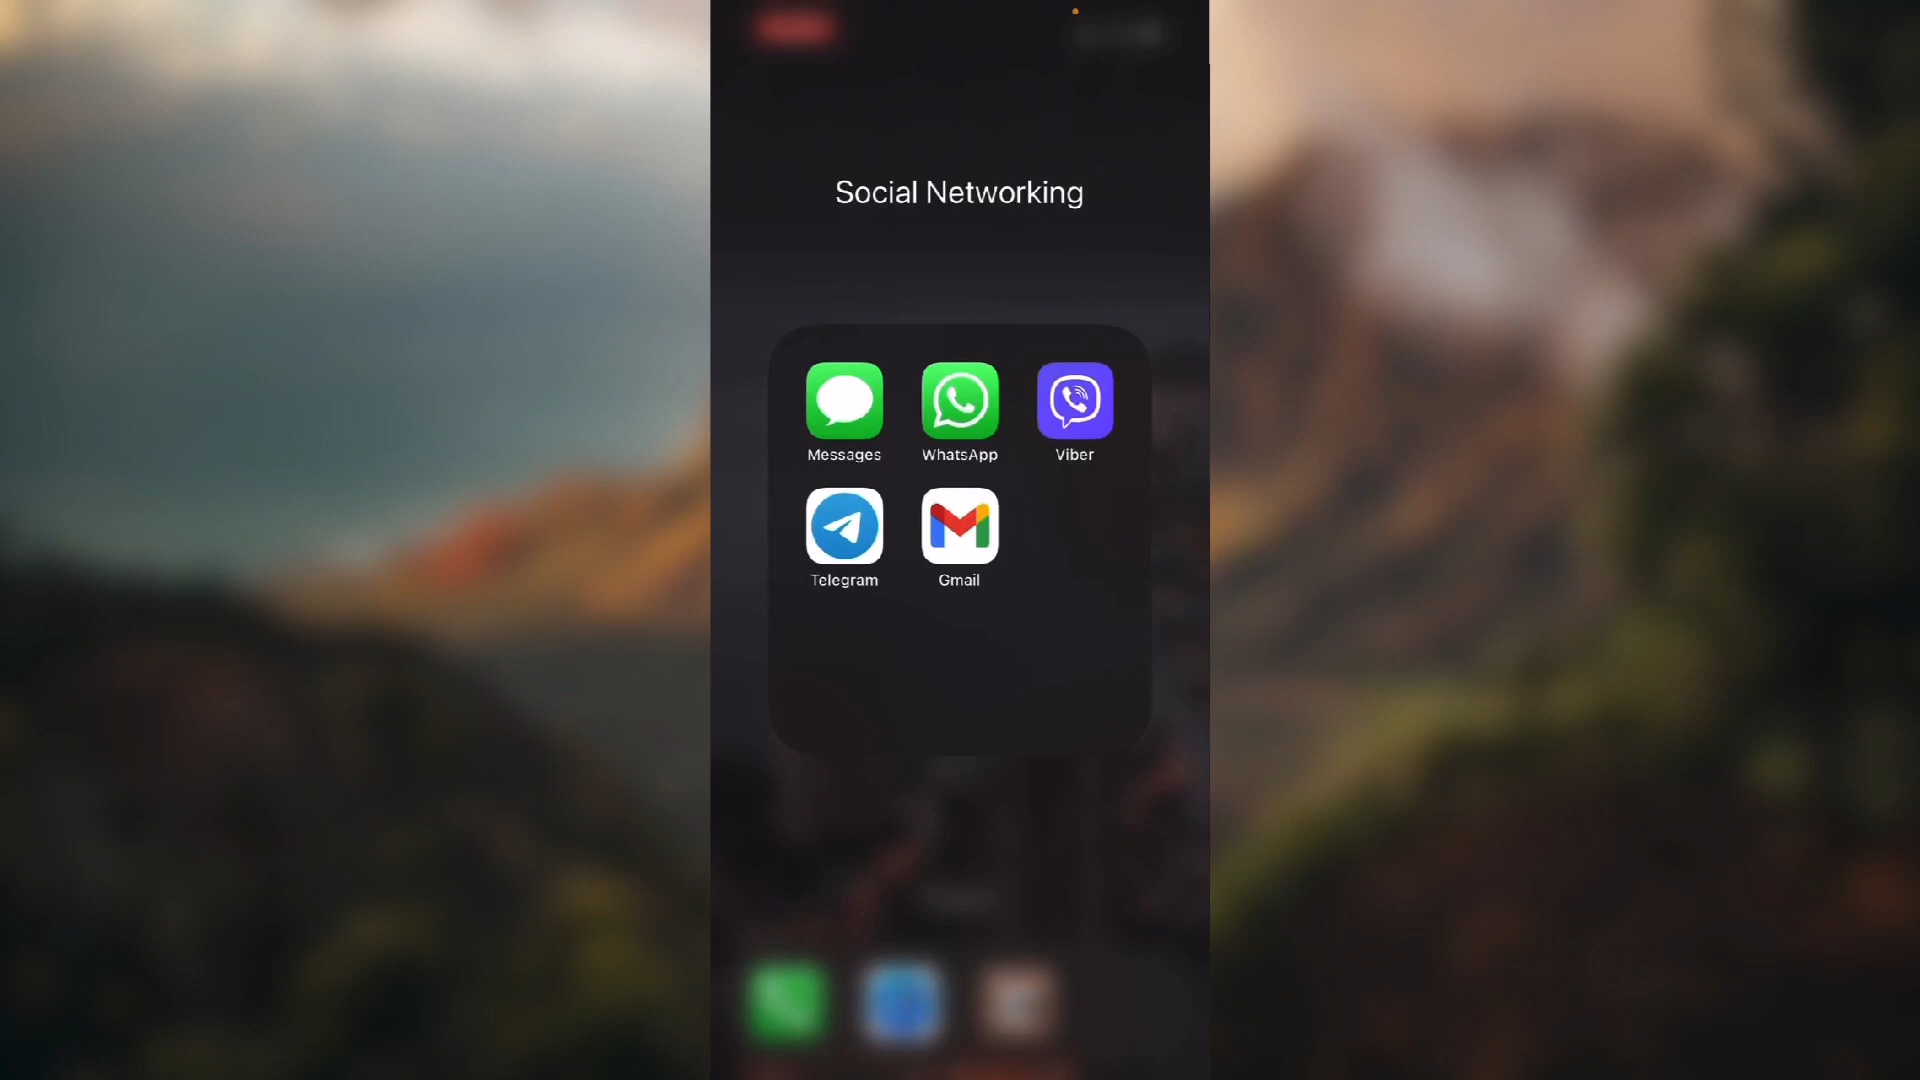 Social Networking
Messages
WhatsApp
Viber
Telegram
Gmail